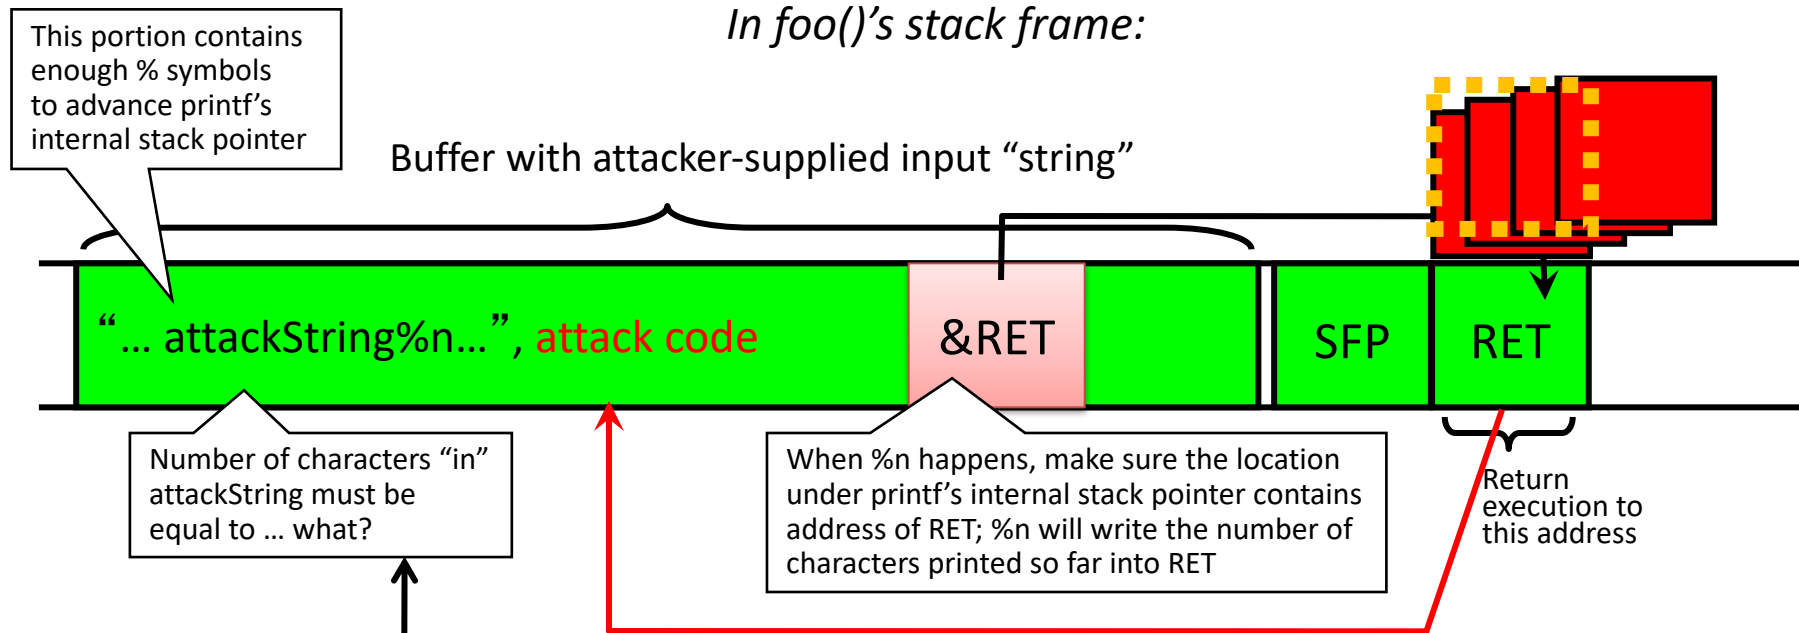 In foo()'s stack frame:
This portion contains
enough % symbols
to advance printf’s
internal stack pointer
Buffer with attacker-supplied input “string”
“… attackString%n…”, attack code
&RET
SFP
RET
Number of characters “in”
attackString must be
equal to … what?
When %n happens, make sure the location
under printf’s internal stack pointer contains
address of RET; %n will write the number of
characters printed so far into RET
Return
execution to
this address